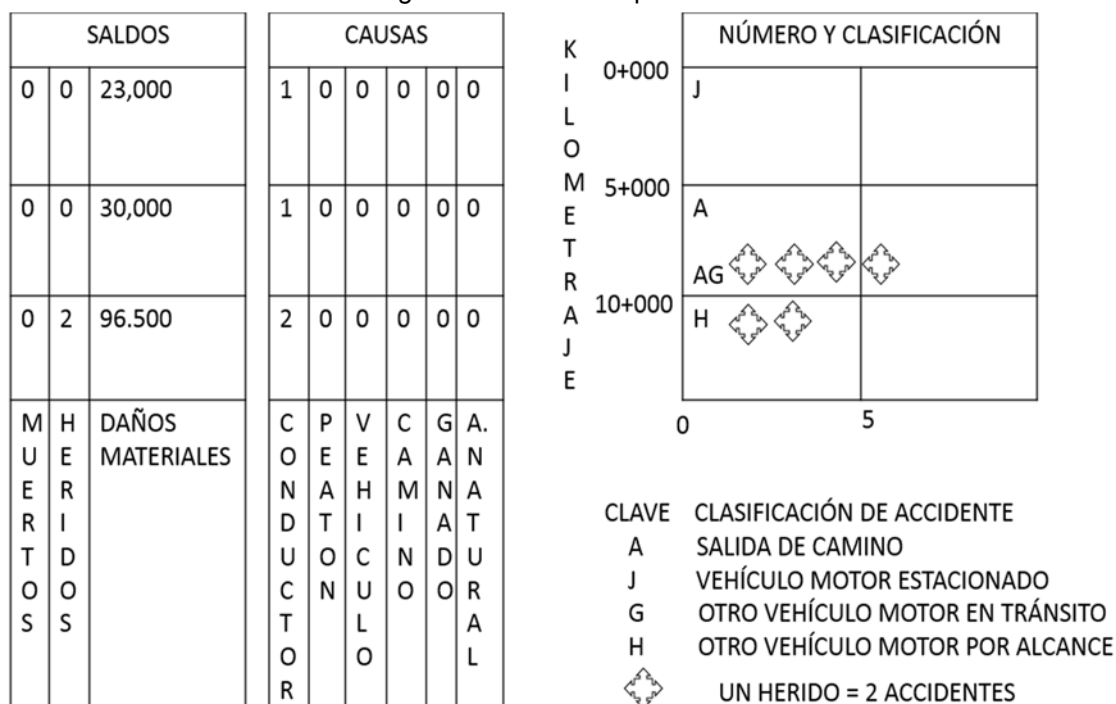 SALDOS
0 0 23,000
0 0 30,000
0 2 96.500
MUERTOS
HERIDOS
DAÑOS
MATERIALES
CAUSAS
1 0 0 0 0 0
1 0 0 0 0 0
2 0 0 0 0 0
CONDUCTOR
PEATON
VEHICULO
CAMINO
GANADO
A. NATURAL
KILOMETRAJE
NÚMERO Y CLASIFICACIÓN
0+000
J
5+000
A
AG
10+000
H
0 5
CLAVE CLASIFICACIÓN DE ACCIDENTE
A SALIDA DE CAMINO
J VEHÍCULO MOTOR ESTACIONADO
G OTRO VEHÍCULO MOTOR EN TRÁNSITO
H OTRO VEHÍCULO MOTOR POR ALCANCE
UN HERIDO = 2 ACCIDENTES